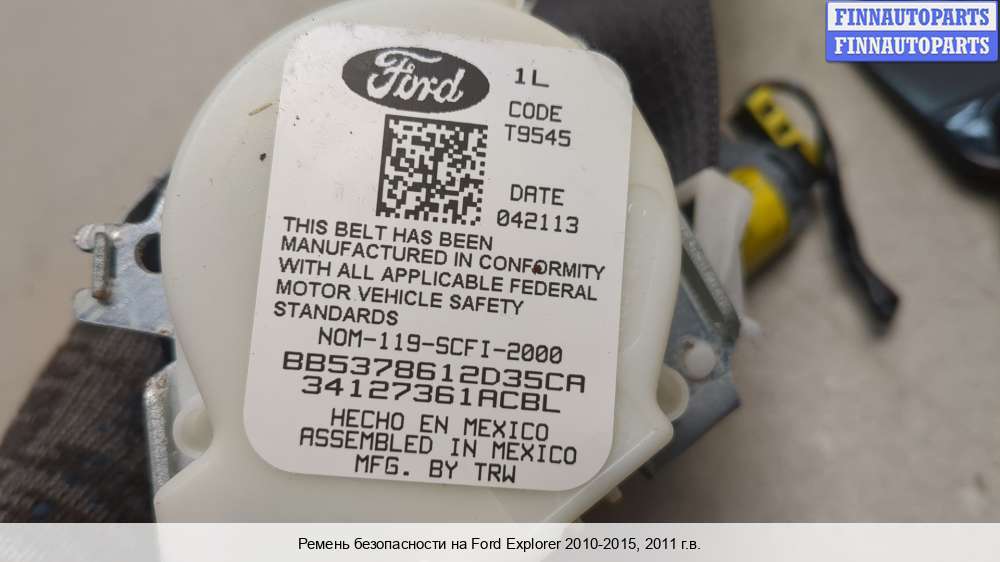 FINNAUTOPARTS
FINNAUTOPARTS
Ford
1L
CODE
T9545
DATE
042113
THIS BELT HAS BEEN
MANUFACTURED IN CONFORMITY
WITH ALL APPLICABLE FEDERAL
MOTOR VEHICLE SAFETY
STANDARDS
NOM-119-SCFI-2000
BB5378612D35CA
34127361ACBL
HECHO EN MEXICO
ASSEMBLED IN MEXICO
MFG. BY TRW
Ремень безопасности на Ford Explorer 2010-2015, 2011 г.в.